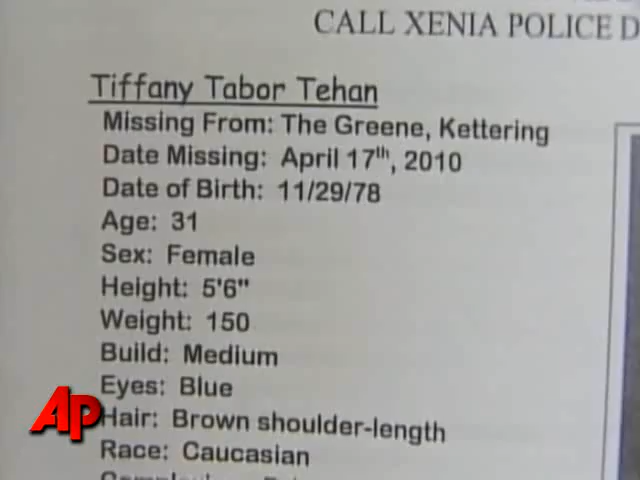 CALL XENIA POLICE D
Tiffany Tabor Tehan
Missing From: The Greene, Kettering
Date Missing: April 17th, 2010
Date of Birth: 11/29/78
Age: 31
Sex: Female
Height: 5'6"
Weight: 150
Build: Medium
Eyes: Blue
AP
Hair: Brown shoulder-length
Race: Caucasian